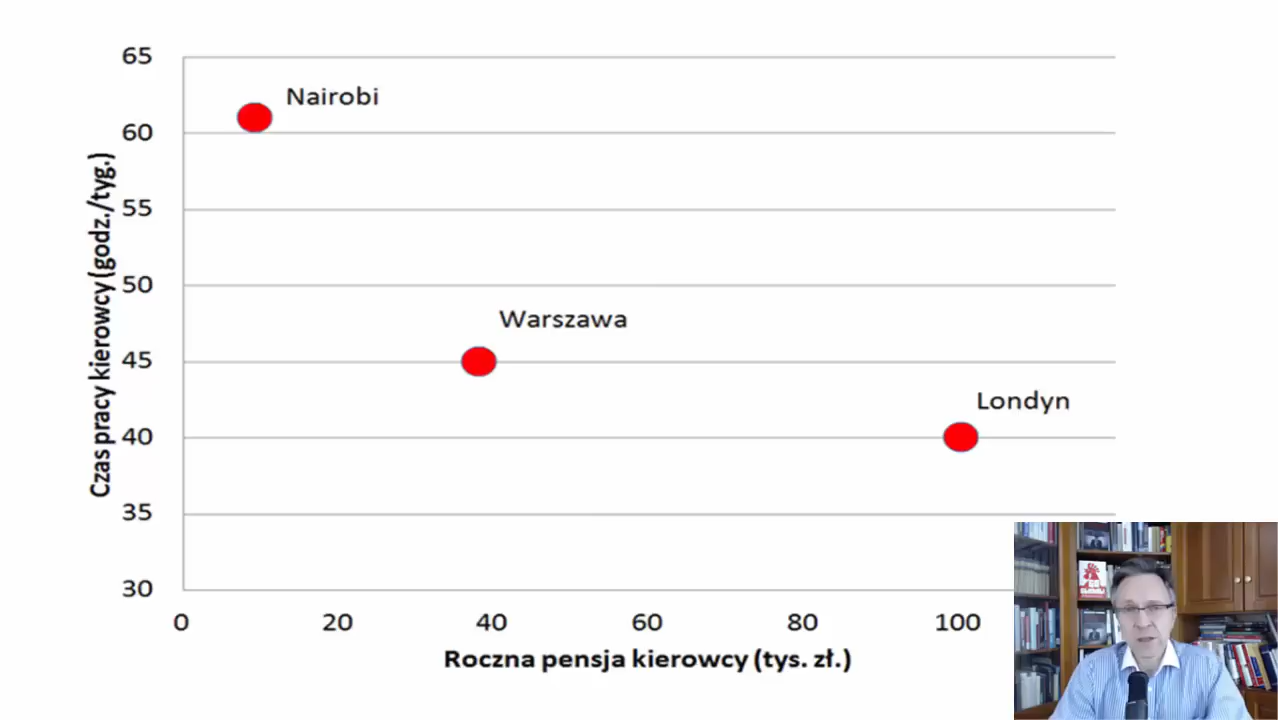 65
Nairobi
60
55
50
Warszawa
45
Londyn
40
35
30
0 20 40 60 80 100
Czas pracy kierowcy (godz./tyg.)
Roczna pensja kierowcy (tys. zł.)